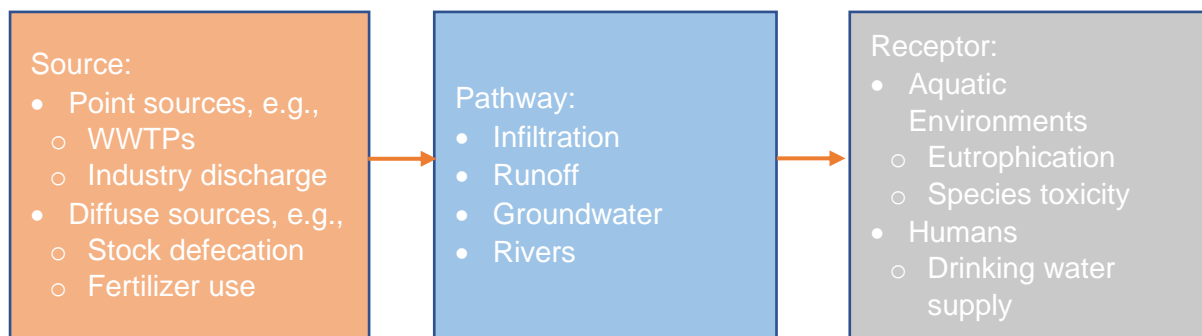 Source:
• Point sources, e.g.,
o WWTPs
o Industry discharge
• Diffuse sources, e.g.,
o Stock defecation
o Fertilizer use
Pathway:
• Infiltration
• Runoff
• Groundwater
• Rivers
Receptor:
• Aquatic
Environments
o Eutrophication
o Species toxicity
• Humans
o Drinking water
supply